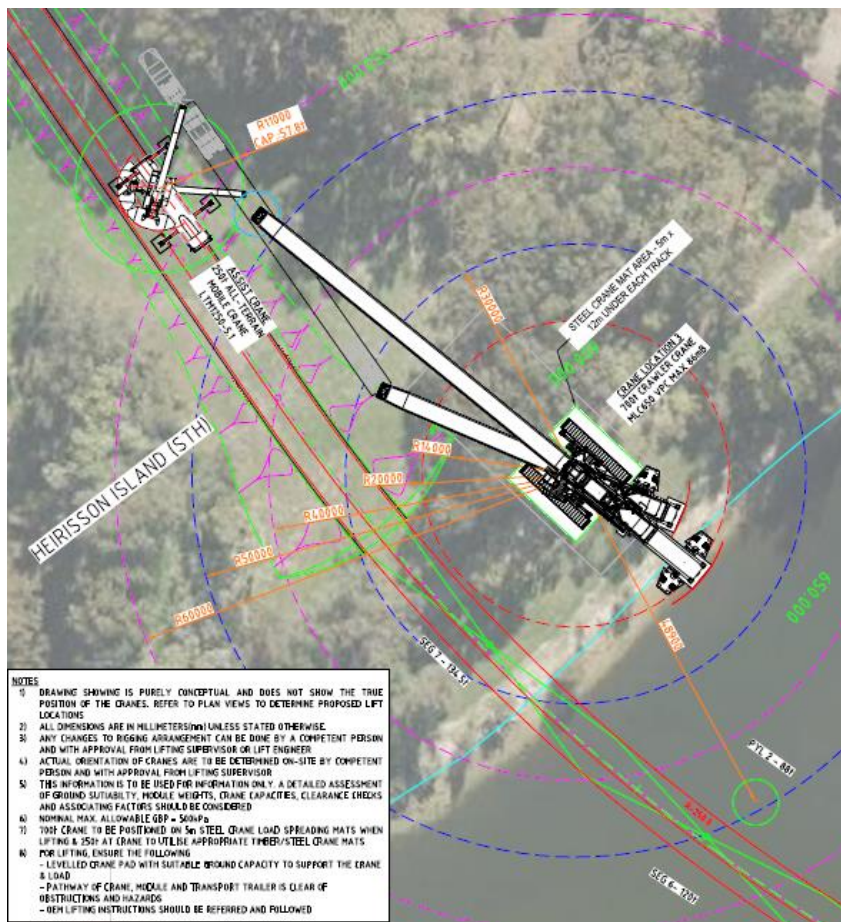 R11000
CAP :57.8t
ASSIST CRANE
250t ALL-TERRAIN
MOBILE CRANE
LTM1250-5.1
STEEL CRANE MAT AREA - 5m x
12m UNDER EACH TRACK
R30000
CRANE LOCATION 3
700t CRAWLER CRANE
MLC650 VPC MAX 86mB
HEIRISSON ISLAND (STH)
R14000
R20000
R40000
R50000
R60000
48905
650,000
SEG 7 - 134.5t
PYL 2 - 88t
SEG 6 - 120t
NOTES
1) DRAWING SHOWING IS PURELY CONCEPTUAL AND DOES NOT SHOW THE TRUE
POSITION OF THE CRANES. REFER TO PLAN VIEWS TO DETERMINE PROPOSED LIFT
LOCATIONS
2) ALL DIMENSIONS ARE IN MILLIMETERS(mm) UNLESS STATED OTHERWISE.
3) ANY CHANGES TO RIGGING ARRANGEMENT CAN BE DONE BY A COMPETENT PERSON
AND WITH APPROVAL FROM LIFTING SUPERVISOR OR LIFT ENGINEER
4) ACTUAL ORIENTATION OF CRANES ARE TO BE DETERMINED ON-SITE BY COMPETENT
PERSON AND WITH APPROVAL FROM LIFTING SUPERVISOR
5) THIS INFORMATION IS TO BE USED FOR INFORMATION ONLY. A DETAILED ASSESSMENT
OF GROUND SUTIABILTY, MODULE WEIGHTS, CRANE CAPACITIES, CLEARANCE CHECKS
AND ASSOCIATING FACTORS SHOULD BE CONSIDERED
6) NOMINAL MAX. ALLOWABLE GBP = 500kPa
7) 700t CRANE TO BE POSITIONED ON 5m STEEL CRANE LOAD SPREADING MATS WHEN
LIFTING & 250t AT CRANE TO UTILISE APPROPRIATE TIMBER/STEEL CRANE MATS
8) FOR LIFTING, ENSURE THE FOLLOWING
- LEVELLED CRANE PAD WITH SUITABLE GROUND CAPACITY TO SUPPORT THE CRANE
& LOAD
- PATHWAY OF CRANE, MODULE AND TRANSPORT TRAILER IS CLEAR OF
OBSTRUCTIONS AND HAZARDS
- OEM LIFTING INSTRUCTIONS SHOULD BE REFERRED AND FOLLOWED